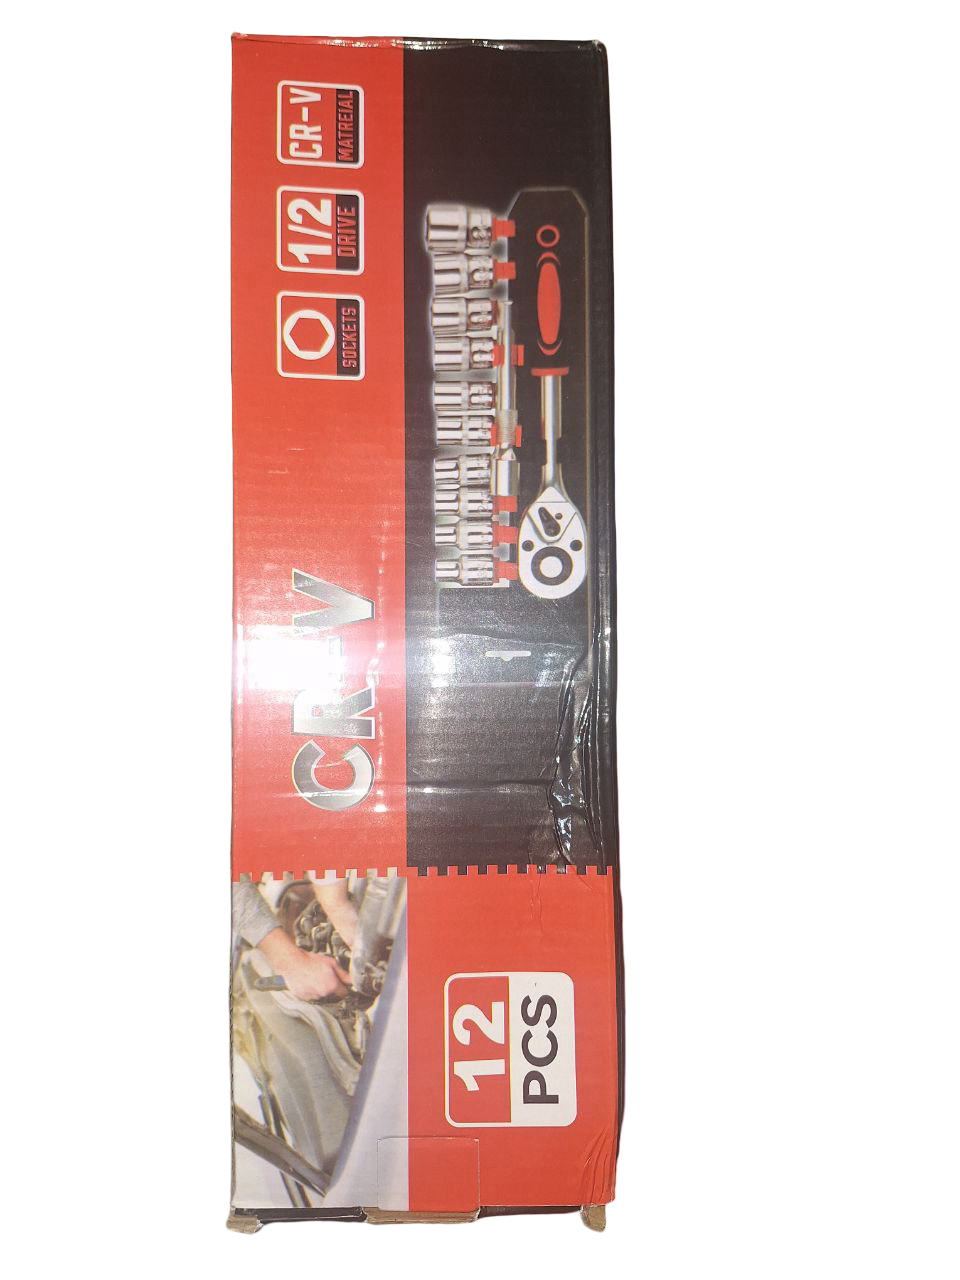 CR-V
MATREIAL
1/2
DRIVE
SOCKETS
CR-V
12
PCS